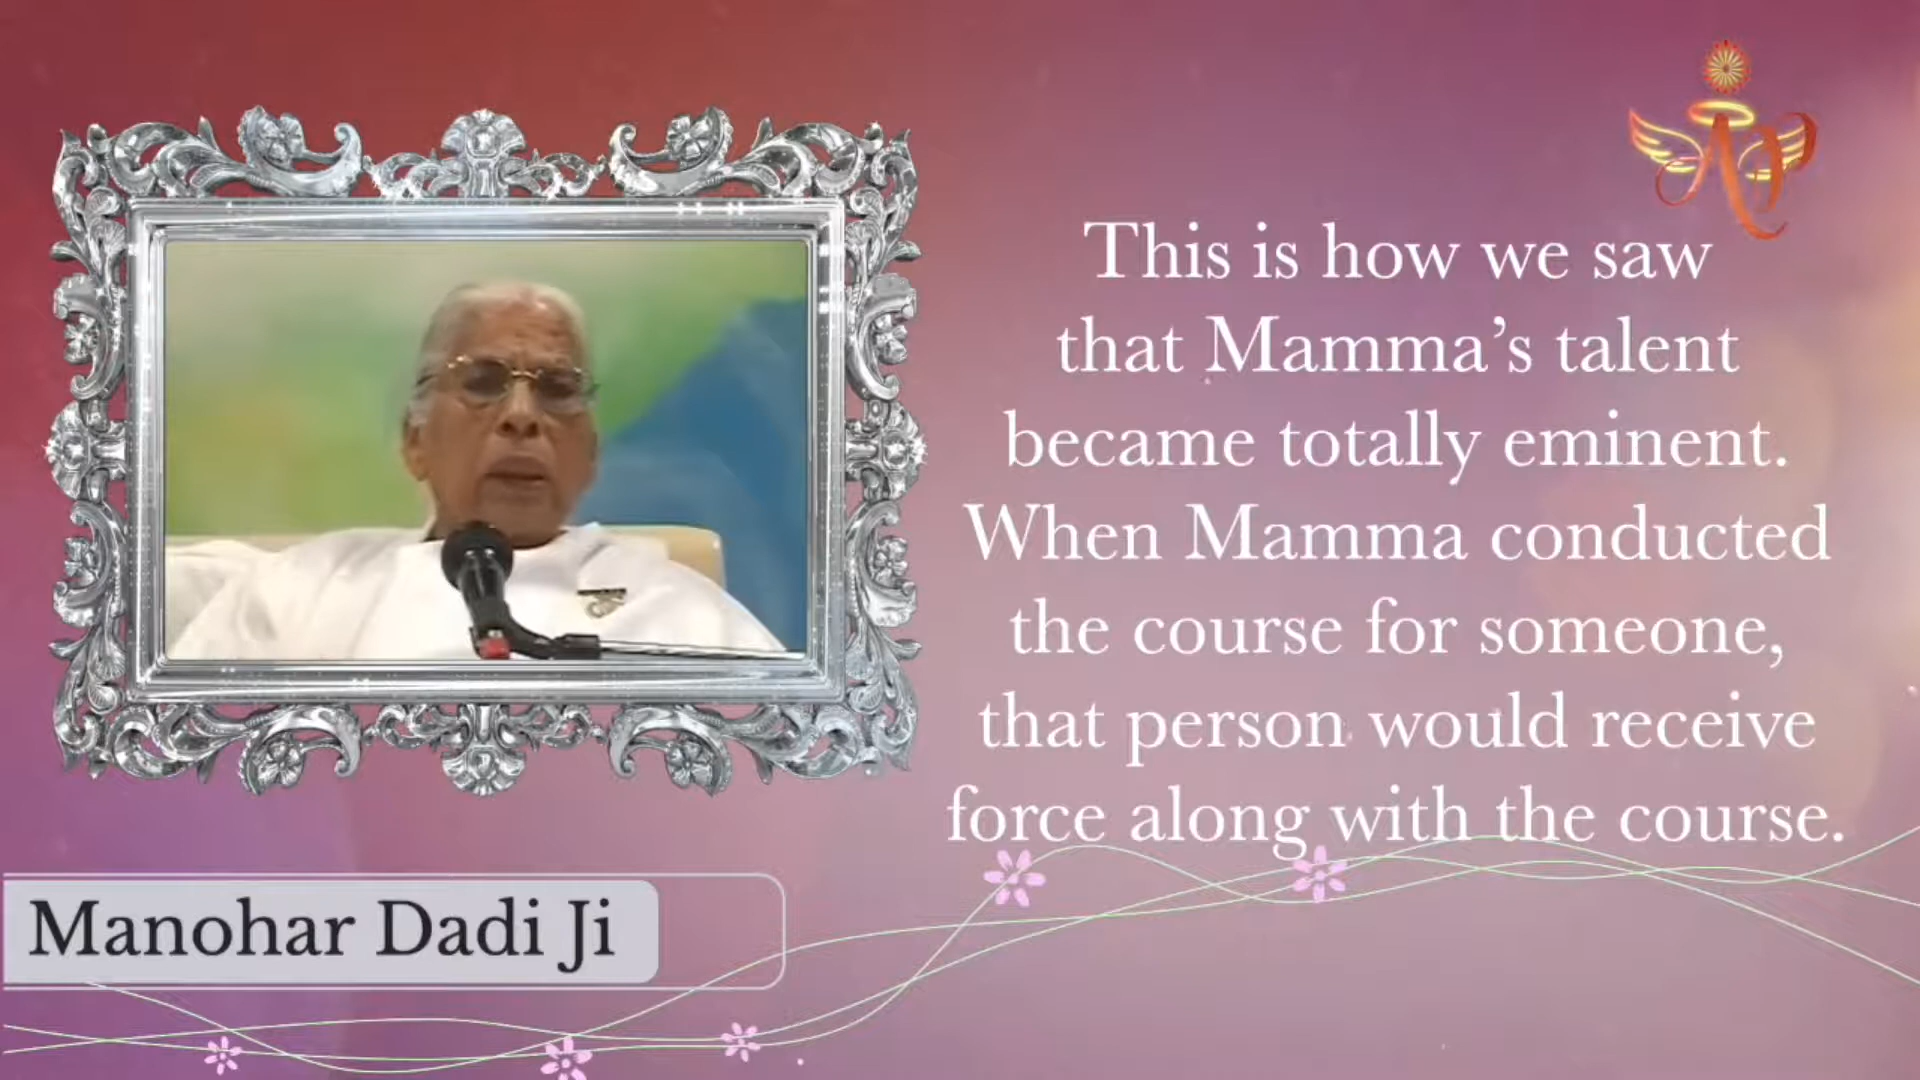 This is how we saw
that Mamma’s talent
became totally eminent.
When Mamma conducted
the course for someone,
that person would receive
force along with the course.
Manohar Dadi Ji